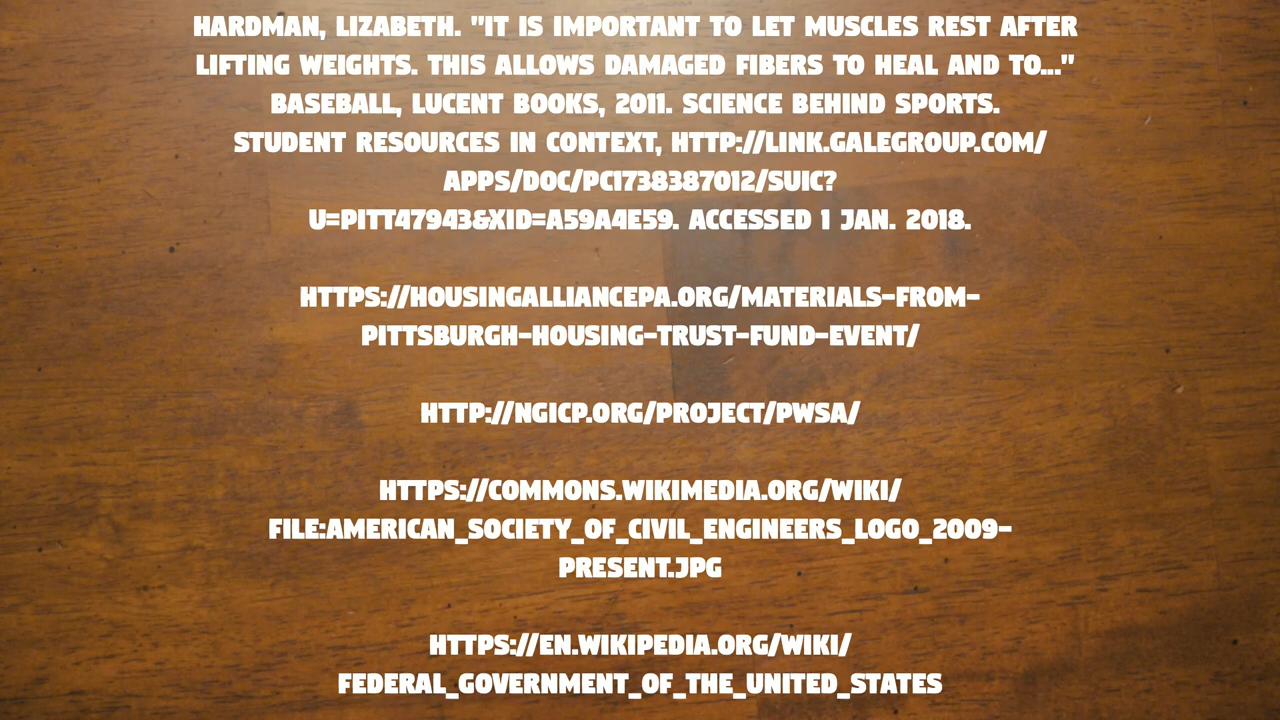 HARDMAN, LIZABETH. "IT IS IMPORTANT TO LET MUSCLES REST AFTER
LIFTING WEIGHTS. THIS ALLOWS DAMAGED FIBERS TO HEAL AND TO..."
BASEBALL, LUCENT BOOKS, 2011. SCIENCE BEHIND SPORTS.
STUDENT RESOURCES IN CONTEXT, HTTP://LINK.GALEGROUP.COM/
APPS/DOC/PC1738387012/SUIC?
U=PITT47943&XID=A59A4E59. ACCESSED 1 JAN. 2018.
HTTPS://HOUSINGALLIANCEPA.ORG/MATERIALS-FROM-
PITTSBURGH-HOUSING-TRUST-FUND-EVENT/
HTTP://NGICP.ORG/PROJECT/PWSA/
HTTPS://COMMONS.WIKIMEDIA.ORG/WIKI/
FILE:AMERICAN_SOCIETY_OF_CIVIL_ENGINEERS_LOGO_2009-
PRESENT.JPG
HTTPS://EN.WIKIPEDIA.ORG/WIKI/
FEDERAL_GOVERNMENT_OF_THE_UNITED_STATES